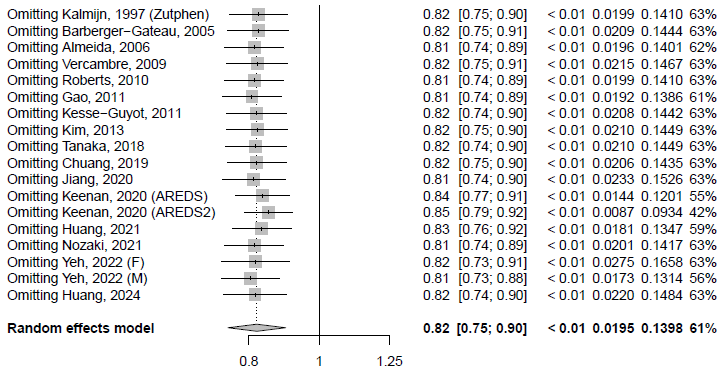 Omitting Kalmijn, 1997 (Zutphen) 0.82 [0.75; 0.90] < 0.01 0.0199 0.1410 63%
Omitting Barberger−Gateau, 2005 0.82 [0.75; 0.91] < 0.01 0.0209 0.1444 63%
Omitting Almeida, 2006 0.81 [0.74; 0.89] < 0.01 0.0196 0.1401 62%
Omitting Vercambre, 2009 0.82 [0.75; 0.91] < 0.01 0.0215 0.1467 63%
Omitting Roberts, 2010 0.81 [0.74; 0.89] < 0.01 0.0199 0.1410 63%
Omitting Gao, 2011 0.81 [0.74; 0.89] < 0.01 0.0192 0.1386 61%
Omitting Kesse−Guyot, 2011 0.82 [0.74; 0.90] < 0.01 0.0208 0.1442 63%
Omitting Kim, 2013 0.82 [0.75; 0.90] < 0.01 0.0210 0.1449 63%
Omitting Tanaka, 2018 0.82 [0.74; 0.90] < 0.01 0.0210 0.1449 63%
Omitting Chuang, 2019 0.82 [0.75; 0.90] < 0.01 0.0206 0.1435 63%
Omitting Jiang, 2020 0.81 [0.74; 0.90] < 0.01 0.0233 0.1526 63%
Omitting Keenan, 2020 (AREDS) 0.84 [0.77; 0.91] < 0.01 0.0144 0.1201 55%
Omitting Keenan, 2020 (AREDS2) 0.85 [0.79; 0.92] < 0.01 0.0087 0.0934 42%
Omitting Huang, 2021 0.83 [0.76; 0.92] < 0.01 0.0181 0.1347 59%
Omitting Nozaki, 2021 0.81 [0.74; 0.89] < 0.01 0.0201 0.1417 63%
Omitting Yeh, 2022 (F) 0.82 [0.73; 0.91] < 0.01 0.0275 0.1658 63%
Omitting Yeh, 2022 (M) 0.81 [0.73; 0.88] < 0.01 0.0173 0.1314 56%
Omitting Huang, 2024 0.82 [0.74; 0.90] < 0.01 0.0220 0.1484 63%
Random effects model 0.82 [0.75; 0.90] < 0.01 0.0195 0.1398 61%
0.8 1 1.25